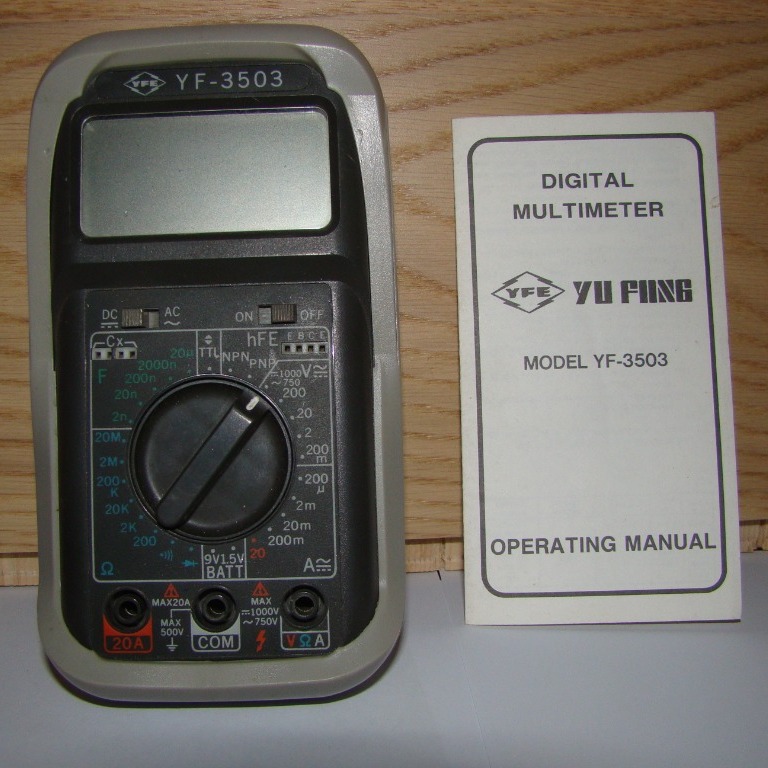 YFE YF-3503
DC AC
ON OFF
Cx
hFE E B C E
F
20μ
2000n
200n
20n
2n
TTL
NPN
PNP
1000 V
~750
200
20
2
200 m
200 μ
2m
20m
200m
A
20
20M
2M
200 K
20K
2K
200
Ω
9V 1.5V
BATT
MAX20A
MAX 500V
MAX
1000V
~750V
20A
COM
V Ω A
DIGITAL
MULTIMETER
YFE YU FUNG
MODEL YF-3503
OPERATING MANUAL